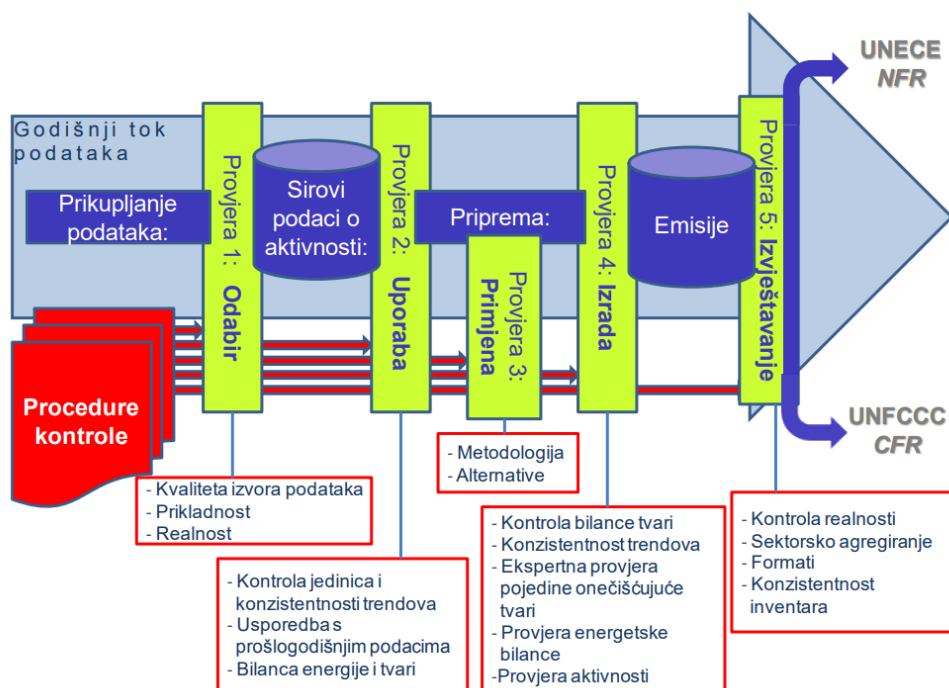 UNECE
NFR
Godišnji tok
podataka
Prikupljanje
podataka:
Provjera 1: Odabir
Sirovi
podaci o
aktivnosti:
Provjera 2: Uporaba
Priprema:
Provjera 3:
Primjena
Provjera 4: Izrada
Emisije
Provjera 5: Izvještavanje
UNFCCC
CFR
Procedure
kontrole
- Kvaliteta izvora podataka
- Prikladnost
- Realnost
- Kontrola jedinica i
konzistentnosti trendova
- Usporedba s
prošlogodišnjim podacima
- Bilanca energije i tvari
- Metodologija
- Alternative
- Kontrola bilance tvari
- Konzistentnost trendova
- Ekspertna provjera
pojedine onečišćujuće
tvari
- Provjera energetske
bilance
-Provjera aktivnosti
- Kontrola realnosti
- Sektorsko agregiranje
- Formati
- Konzistentnost
inventara